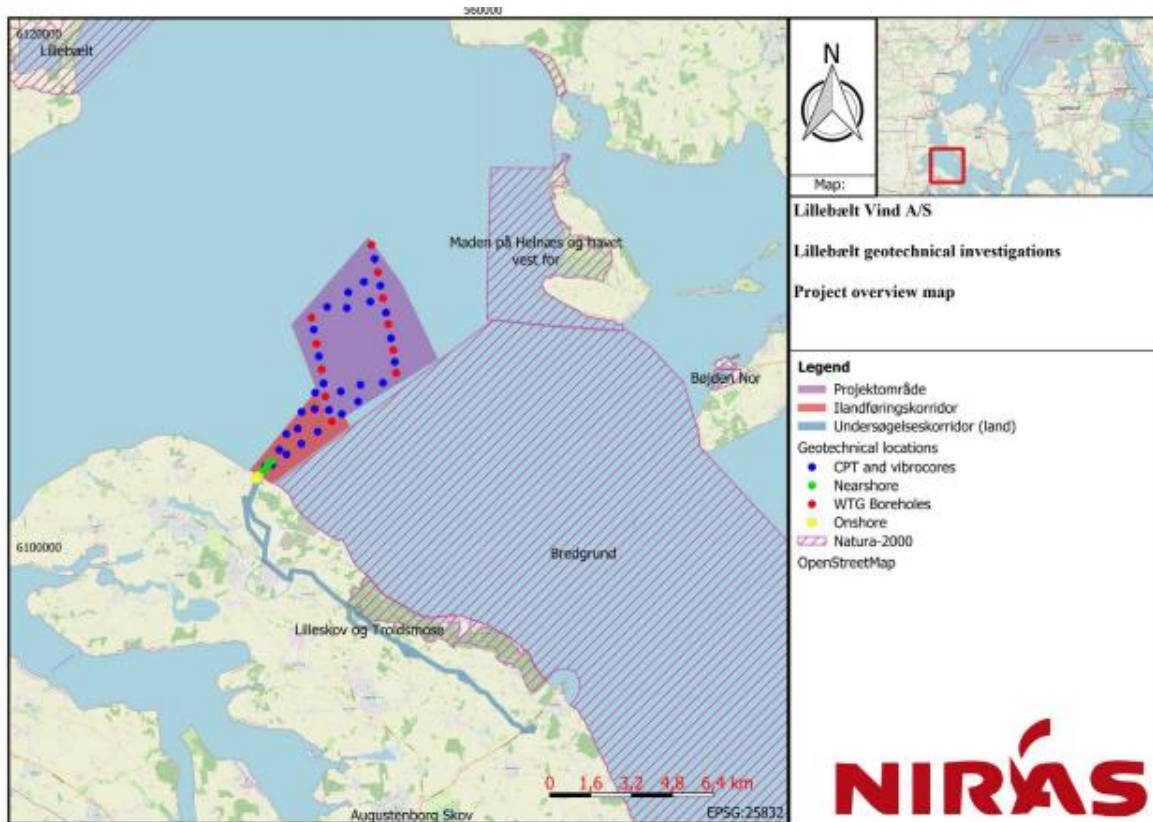 560000
6120000
Lillebælt
Maden på Helnæs og havet
vest for
Bøjden Nor
6100000
Bredgrund
Lilleskov og Troldsmose
0 1,6 3,2 4,8 6,4 km
Augustenborg Skov
EPSG:25832
N
Map:
Lillebælt Vind A/S
Lillebælt geotechnical investigations
Project overview map
Legend
Projektområde
Ilandføringskorridor
Undersøgelseskorridor (land)
Geotechnical locations
CPT and vibrocores
Nearshore
WTG Boreholes
Onshore
Natura-2000
OpenStreetMap
NIRAS